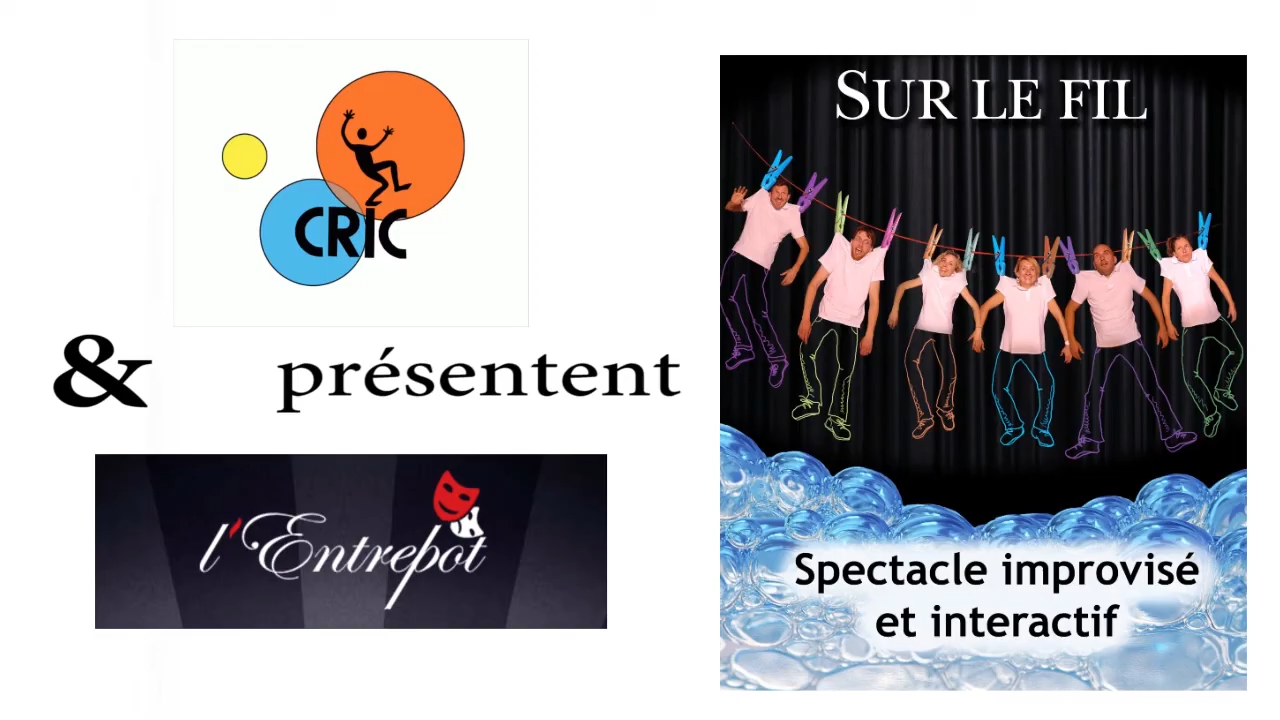 CRIC
& présentent
l'Entrepot
SUR LE FIL
Spectacle improvisé
et interactif